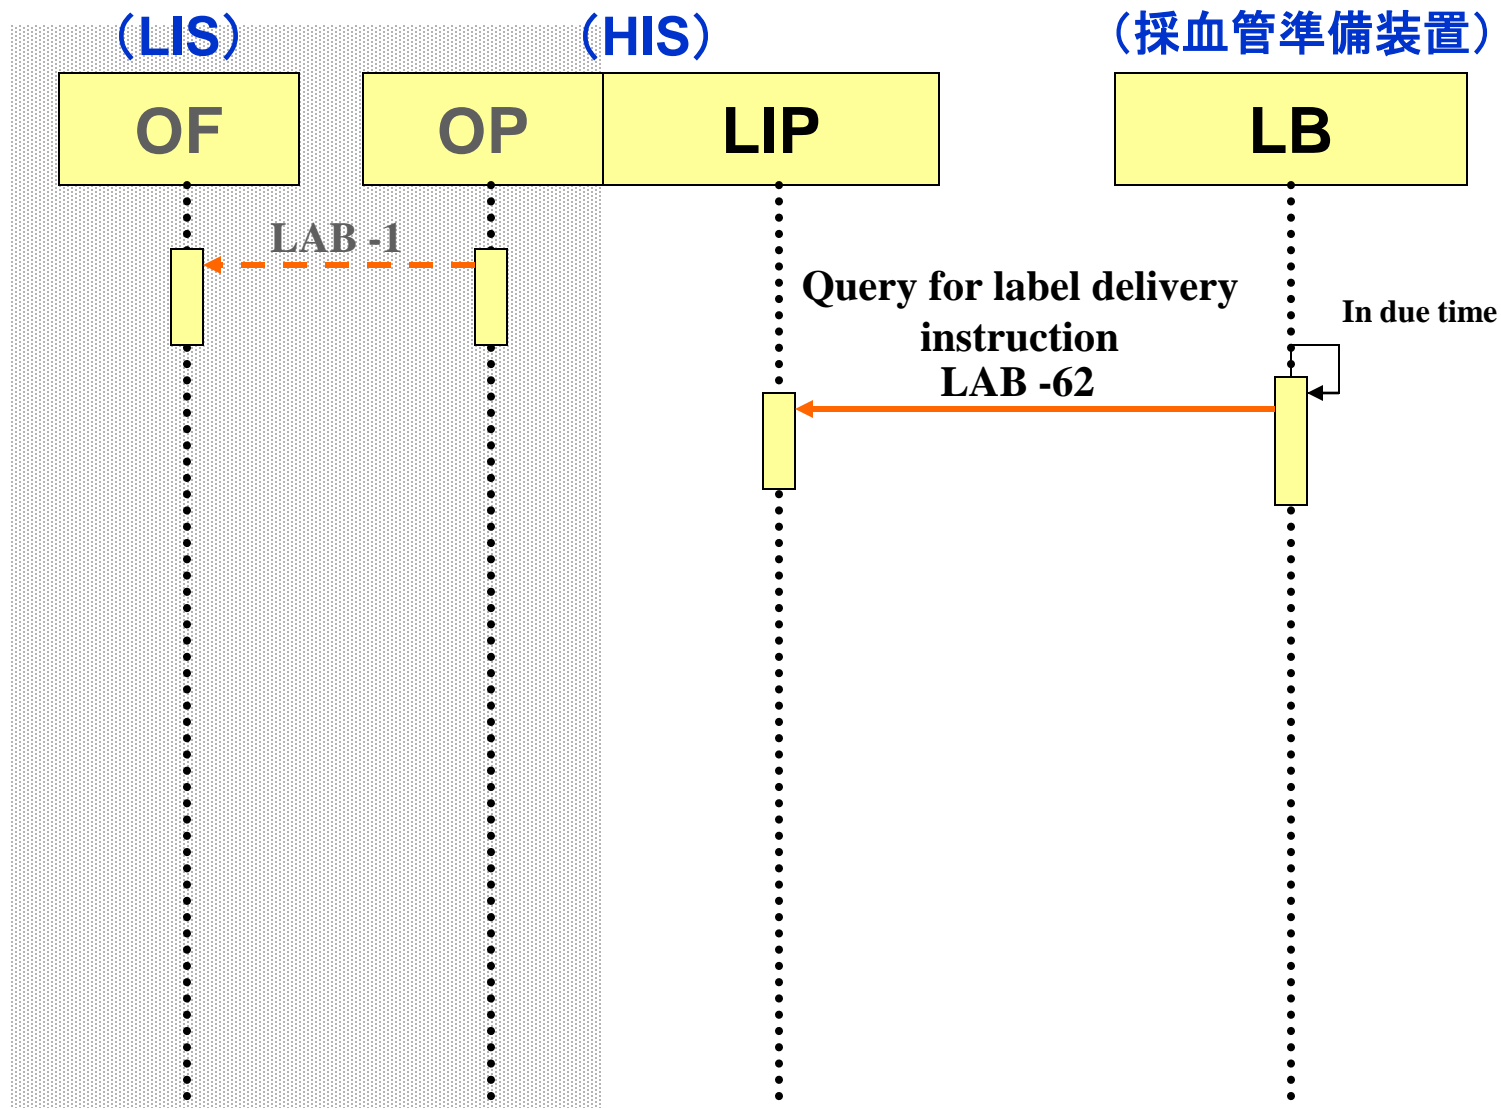 （LIS）
（HIS）
（採血管準備装置）
OF
OP
LIP
LB
LAB -1
Query for label delivery
instruction
LAB -62
In due time